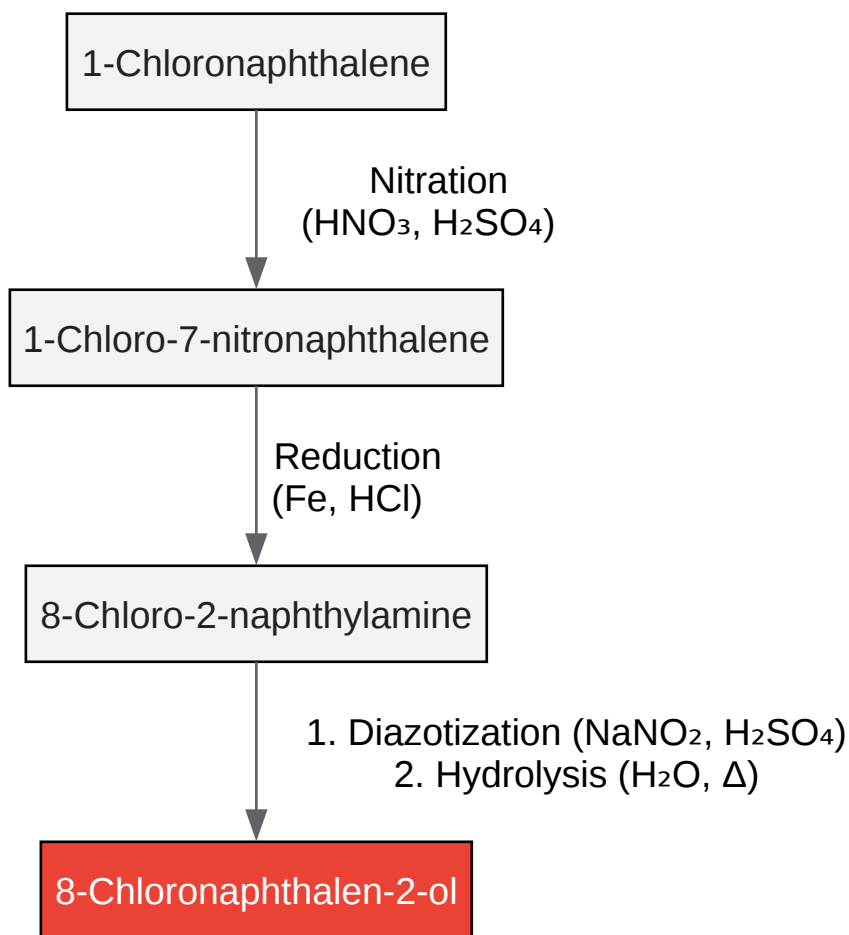 1-Chloronaphthalene
Nitration
(HNO₃, H₂SO₄)
1-Chloro-7-nitronaphthalene
Reduction
(Fe, HCl)
8-Chloro-2-naphthylamine
1. Diazotization (NaNO₂, H₂SO₄)
2. Hydrolysis (H₂O, Δ)
8-Chloronaphthalen-2-ol